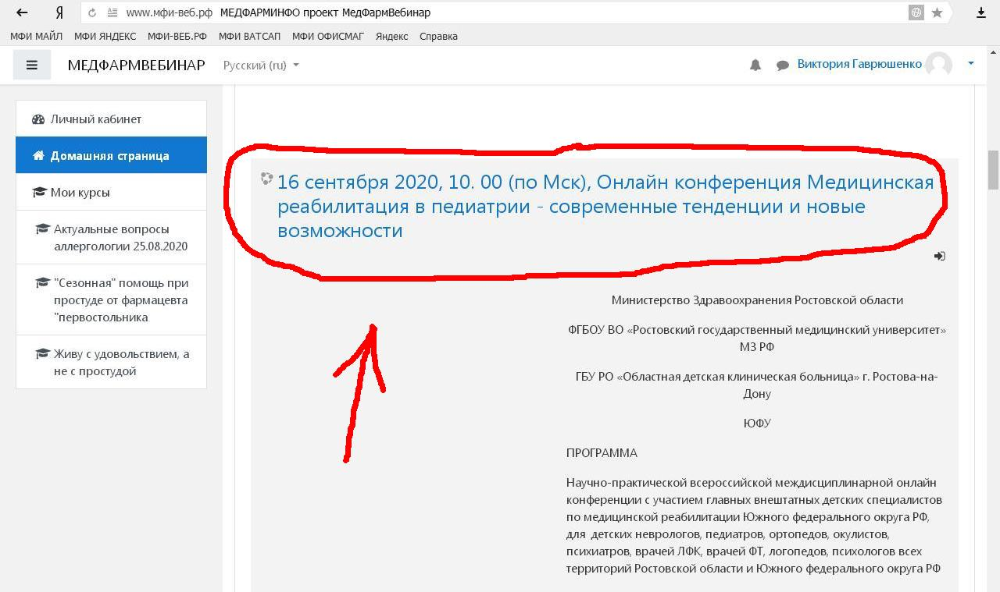 Я www.мфи-веб.рф МЕДФАРМИНФО проект МедФармВебинар
МФИ МАЙЛ МФИ ЯНДЕКС МФИ-ВЕБ.РФ МФИ ВАТСАП МФИ ОФИСМАГ Яндекс Справка
МЕДФАРМВЕБИНАР Русский (ru) Виктория Гаврюшенко
Личный кабинет
Домашняя страница
Мои курсы
Актуальные вопросы
аллергологии 25.08.2020
"Сезонная" помощь при
простуде от фармацевта
"первостольника
Живу с удовольствием, а
не с простудой
16 сентября 2020, 10. 00 (по Мск), Онлайн конференция Медицинская
реабилитация в педиатрии - современные тенденции и новые
возможности
Министерство Здравоохранения Ростовской области
ФГБОУ ВО «Ростовский государственный медицинский университет»
МЗ РФ
ГБУ РО «Областная детская клиническая больница» г. Ростова-на-
Дону
ЮФУ
ПРОГРАММА
Научно-практической всероссийской междисциплинарной онлайн
конференции с участием главных внештатных детских специалистов
по медицинской реабилитации Южного федерального округа РФ,
для детских неврологов, педиатров, ортопедов, окулистов,
психиатров, врачей ЛФК, врачей ФТ, логопедов, психологов всех
территорий Ростовской области и Южного федерального округа РФ